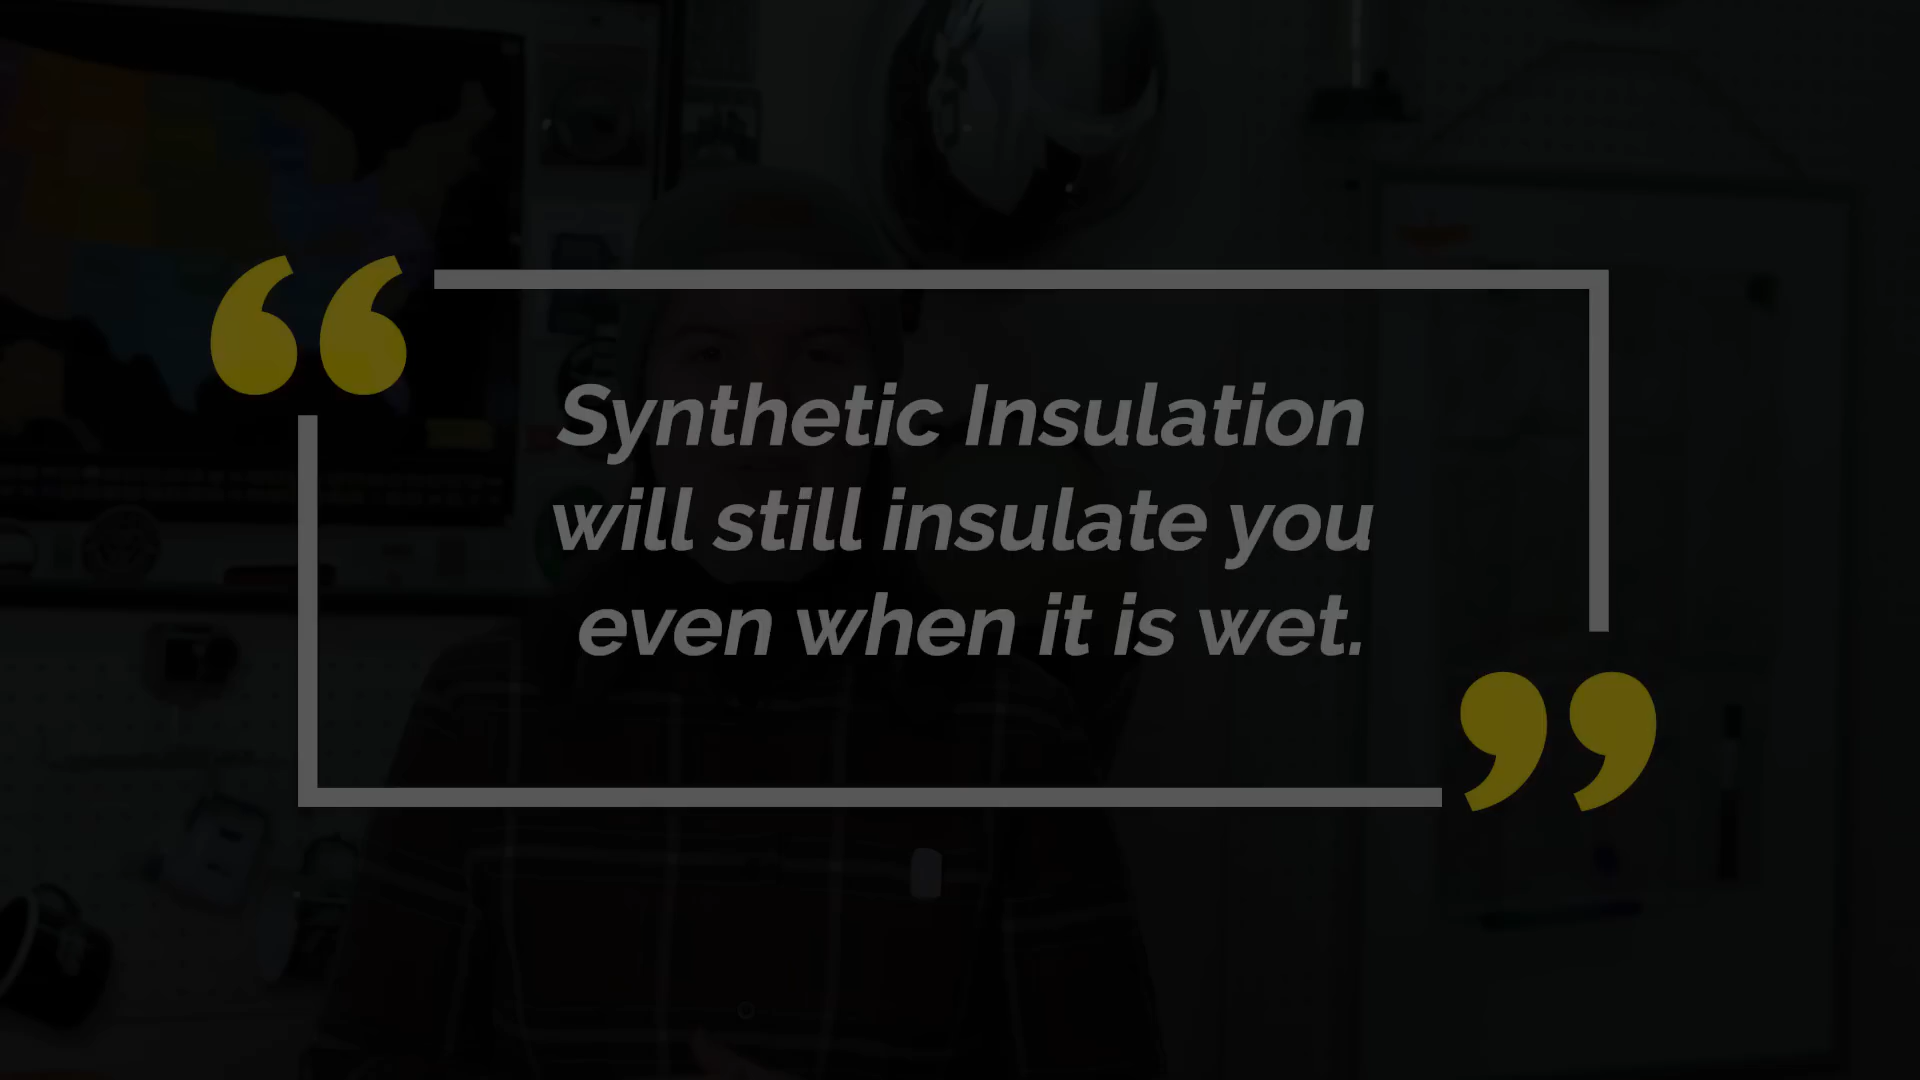 Synthetic Insulation
will still insulate you
even when it is wet.